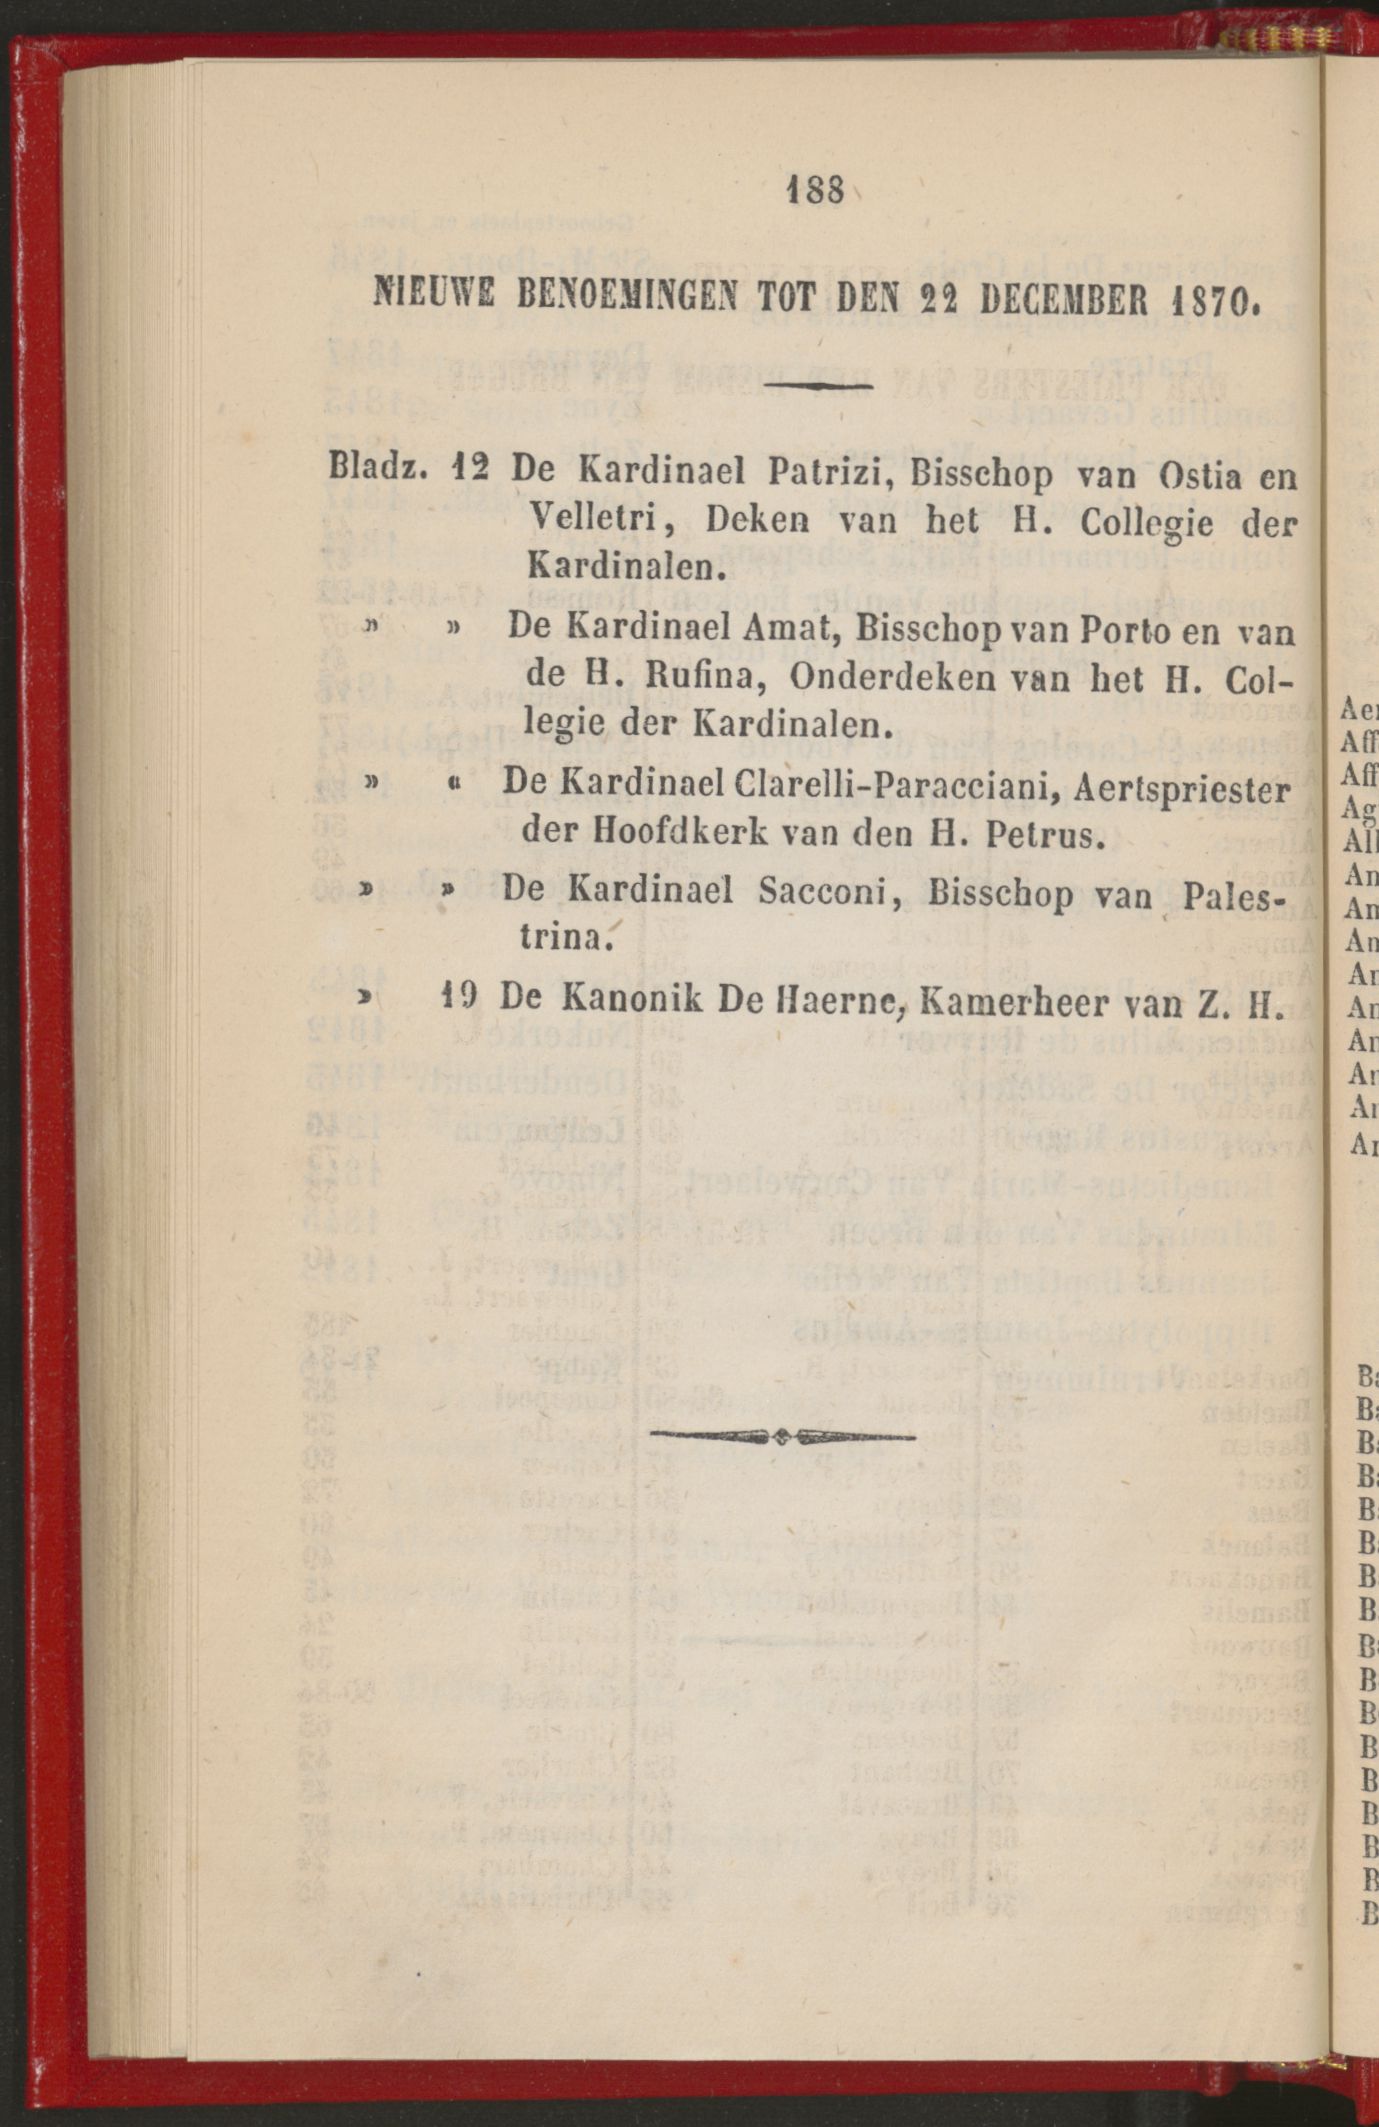 188
NIEUWE BENOEMINGEN TOT DEN 22 DECEMBER 1870.
Bladz. 12 De Kardinael Patrizi, Bisschop van Ostia en
Velletri, Deken van het H. Collegie der
Kardinalen.
» » De Kardinael Amat, Bisschop van Porto en van
de H. Rufina, Onderdeken van het H. Col-
legie der Kardinalen.
» « De Kardinael Clarelli-Paracciani, Aertspriester
der Hoofdkerk van den H. Petrus.
» » De Kardinael Sacconi, Bisschop van Pales-
trina.
» 19 De Kanonik De Haerne, Kamerheer van Z. H.